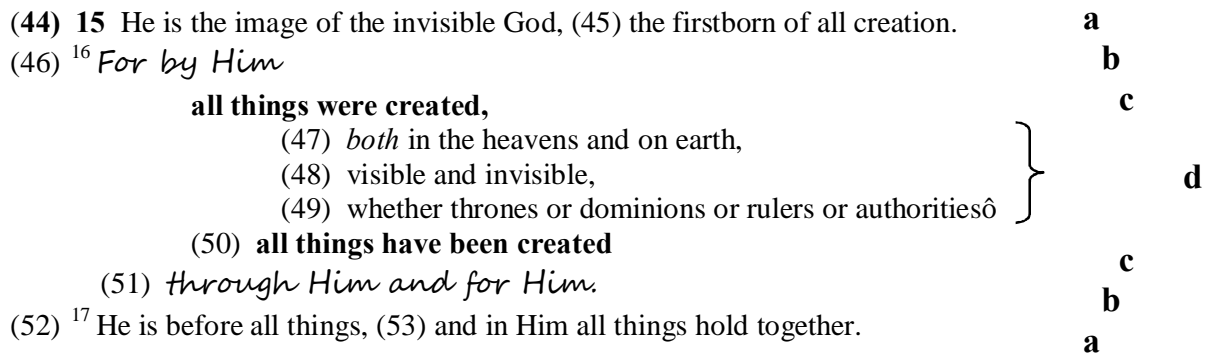 (44) 15 He is the image of the invisible God, (45) the firstborn of all creation. a
(46) 16 For by Him b
all things were created, c
(47) both in the heavens and on earth,
(48) visible and invisible, d
(49) whether thrones or dominions or rulers or authoritiesô
(50) all things have been created c
(51) through Him and for Him. b
(52) 17 He is before all things, (53) and in Him all things hold together. a